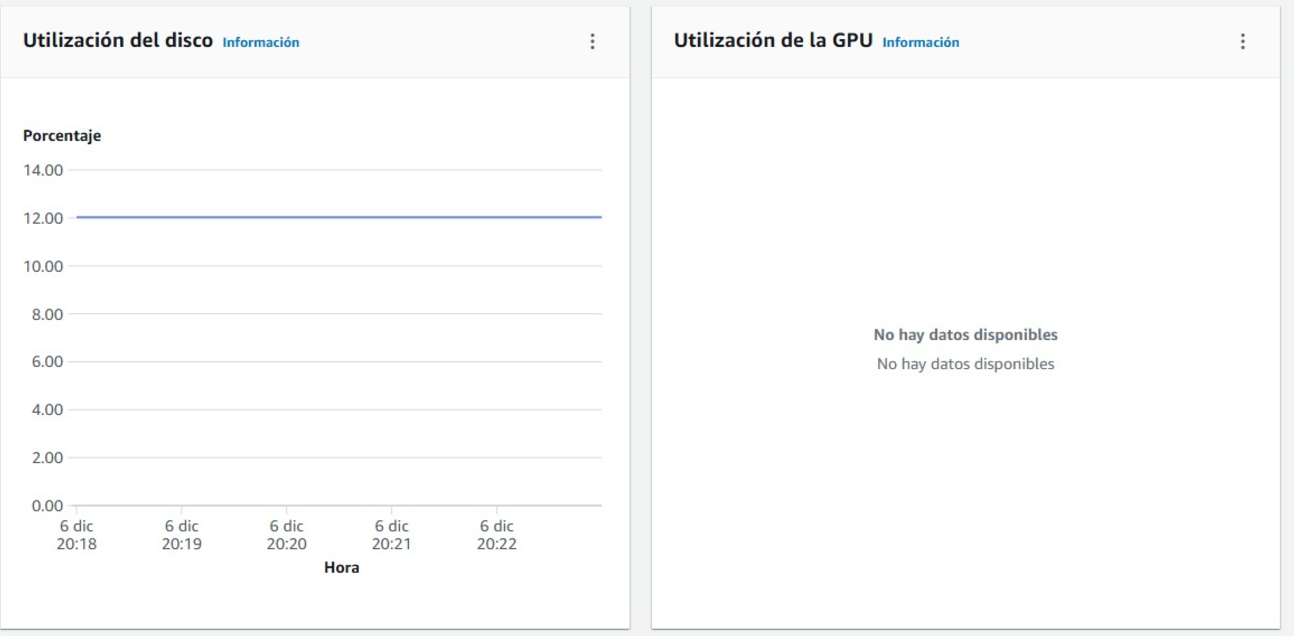 Utilización del disco Información
Porcentaje
14.00
12.00
10.00
8.00
6.00
4.00
2.00
0.00
6 dic 6 dic 6 dic 6 dic 6 dic
20:18 20:19 20:20 20:21 20:22
Hora
Utilización de la GPU Información
No hay datos disponibles
No hay datos disponibles